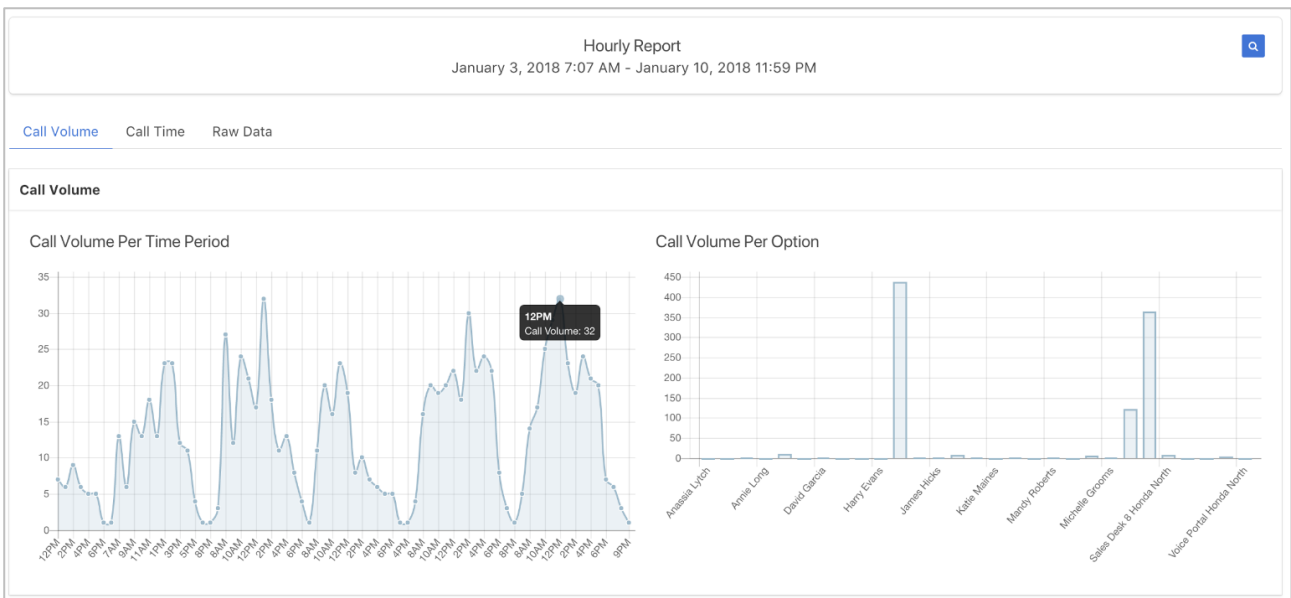 Hourly Report
January 3, 2018 7:07 AM - January 10, 2018 11:59 PM
Call Volume Call Time Raw Data
Call Volume
Call Volume Per Time Period
35
30
25
20
15
10
5
0
12PM
Call Volume: 32
12PM 2PM 4PM 6PM 7AM 9AM 11AM 1PM 3PM 5PM 8PM 8AM 10AM 12PM 2PM 4PM 6PM 8AM 10AM 12PM 2PM 4PM 6PM 4PM 8AM 10AM 12PM 2PM 4PM 6PM 8PM 8AM 10AM 12PM 2PM 4PM 6PM 9PM
Call Volume Per Option
450
400
350
300
250
200
150
100
50
0
Anassia Lytch
Annie Long
David Garcia
Harry Evans
James Hicks
Katie Maines
Mandy Roberts
Michelle Grooms
Sales Desk 8 Honda North
Voice Portal Honda North